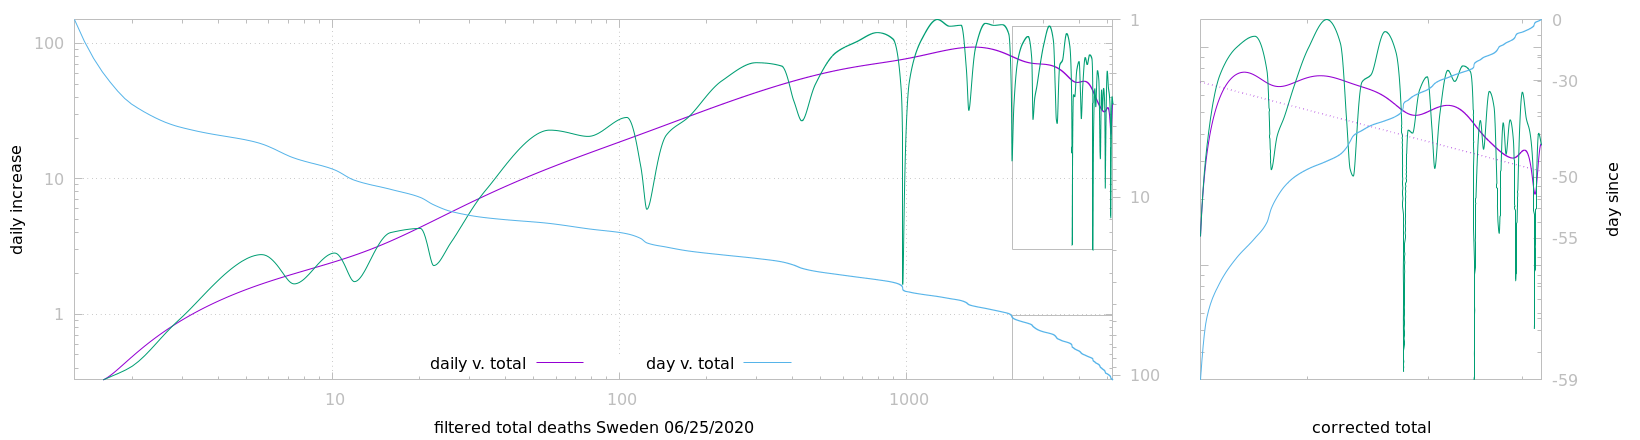 100
10
1
daily increase
10
100
1000
1
10
100
daily v. total
day v. total
filtered total deaths Sweden 06/25/2020
0
-30
-50
-55
-59
day since
corrected total